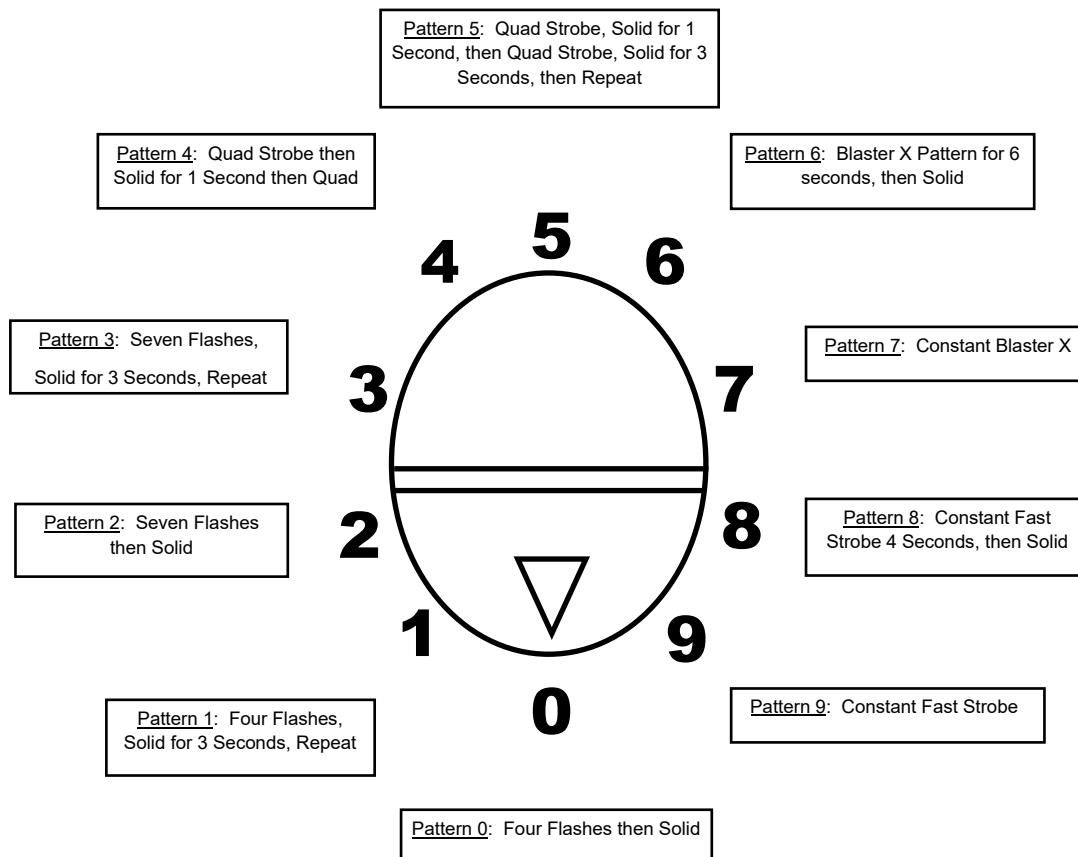 Pattern 5: Quad Strobe, Solid for 1
Second, then Quad Strobe, Solid for 3
Seconds, then Repeat
Pattern 4: Quad Strobe then
Solid for 1 Second then Quad
Pattern 6: Blaster X Pattern for 6
seconds, then Solid
5
4
6
Pattern 3: Seven Flashes,
Solid for 3 Seconds, Repeat
Pattern 7: Constant Blaster X
3
7
Pattern 2: Seven Flashes
then Solid
2
8
Pattern 8: Constant Fast
Strobe 4 Seconds, then Solid
1
9
0
Pattern 1: Four Flashes,
Solid for 3 Seconds, Repeat
Pattern 9: Constant Fast Strobe
Pattern 0: Four Flashes then Solid